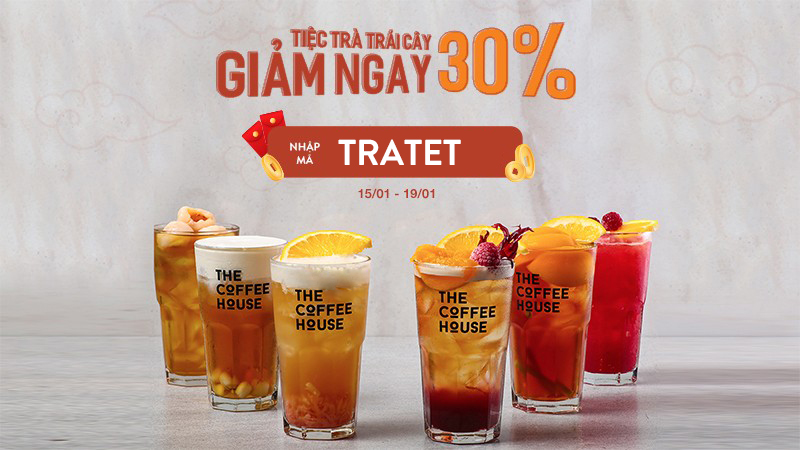 TIỆC TRÀ TRÁI CÂY
GIẢM NGAY 30%
NHẬP
MÁ
TRATET
15/01 - 19/01
THE
COFFEE
HOUSE
THE
COFFEE
HOUSE
THE
COFFEE
HOUSE
THE
COFFEE
HOUSE